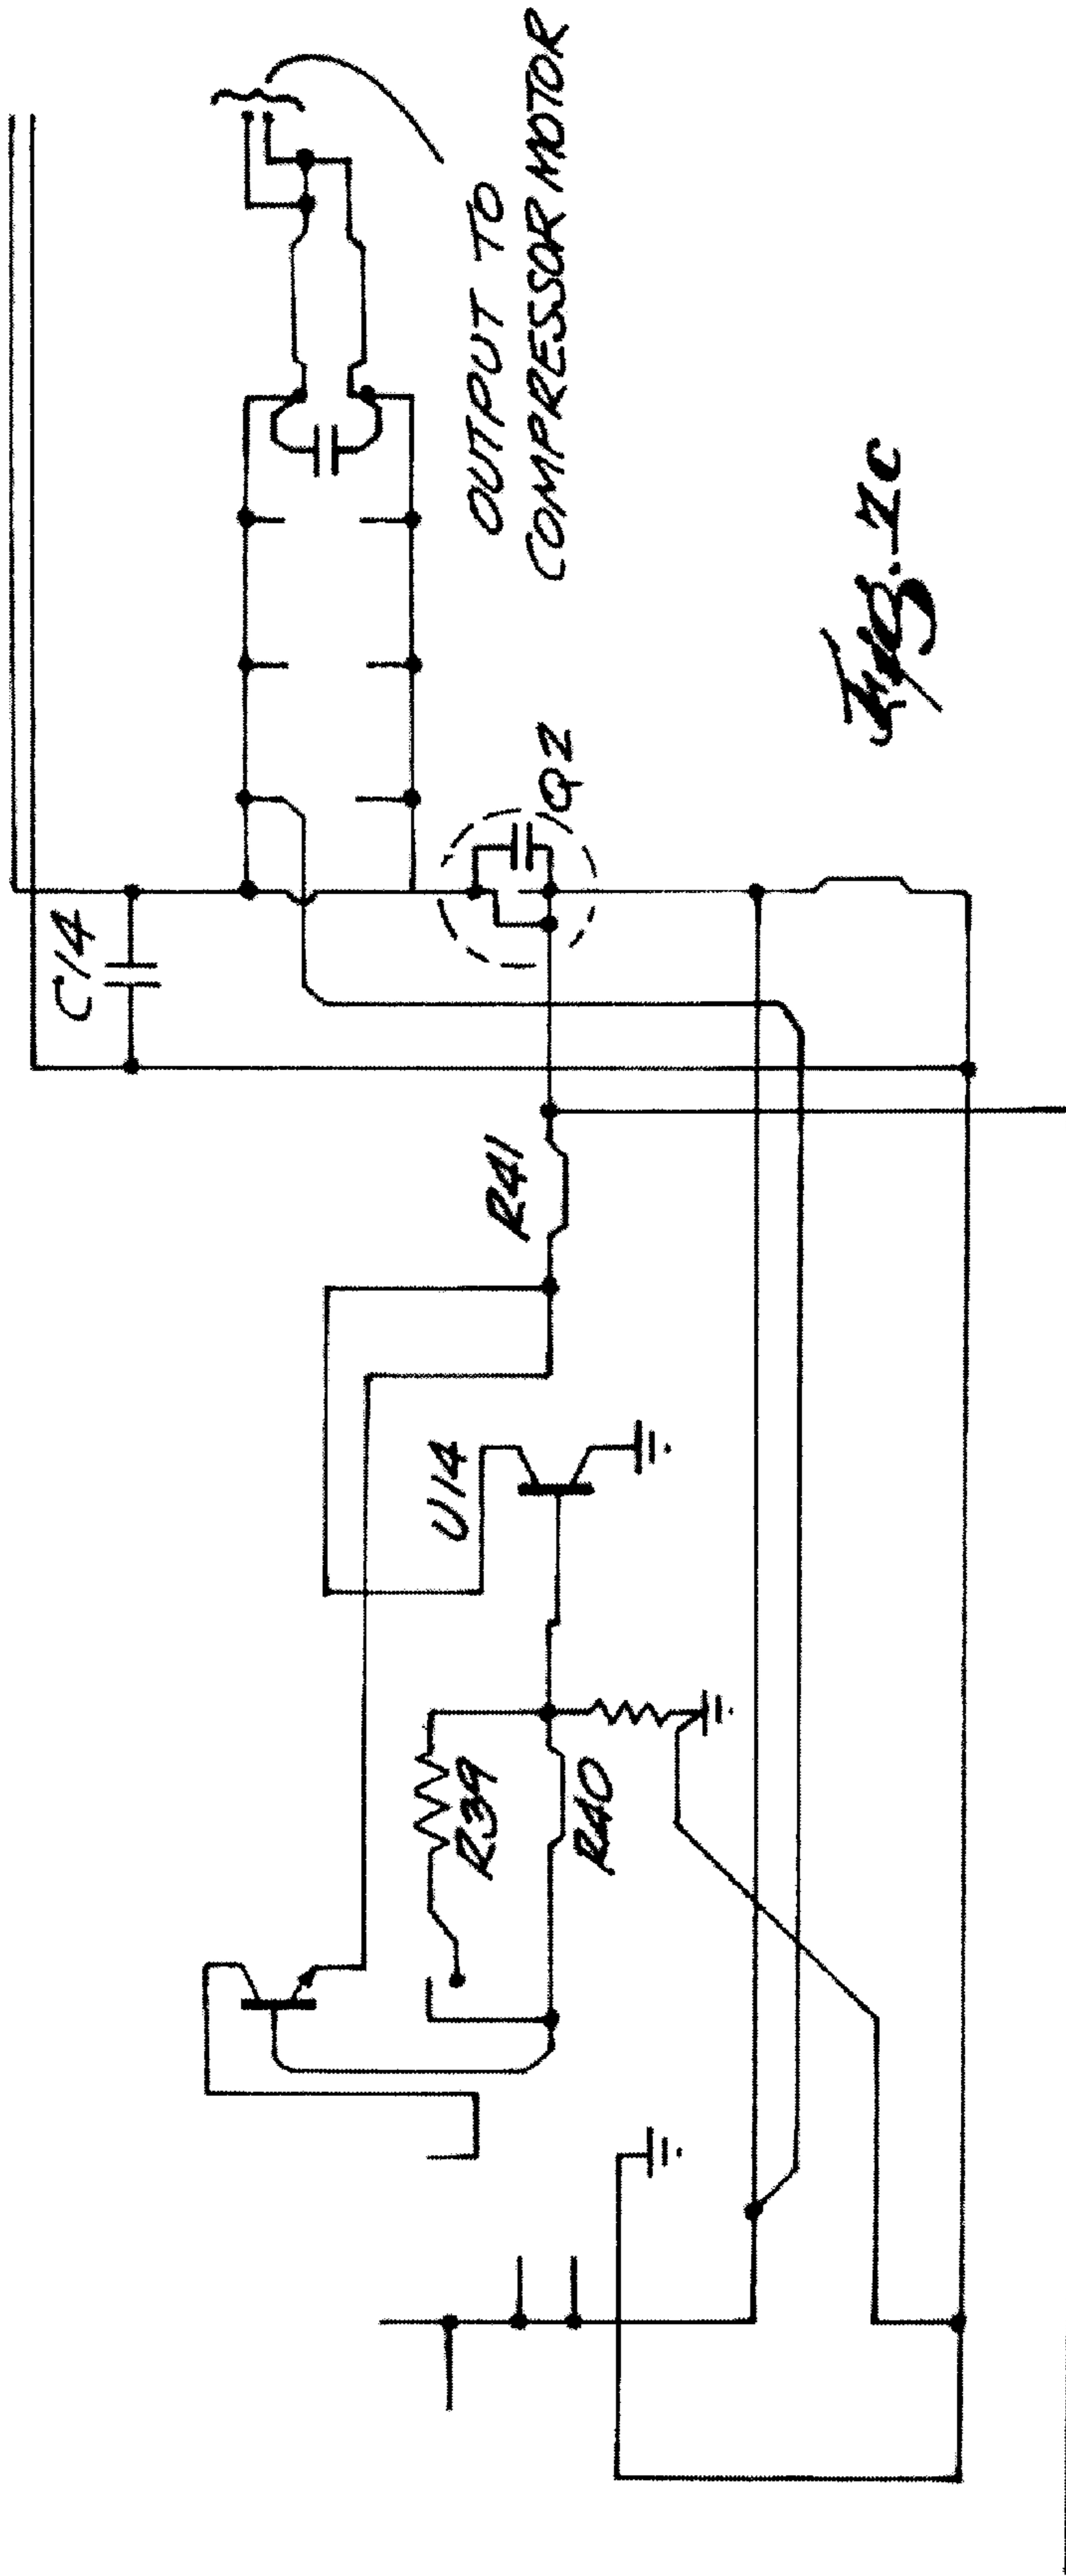 C14
U14
OUTPUT TO
COMPRESSOR MOTOR
R39
R41
Q2
R40
Fig.-7C